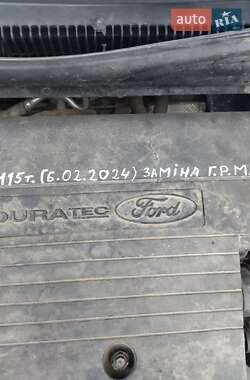 auto RIA
115т. (6.02.2024) ЗАМІНА Г.Р.М.
DURATEC Ford